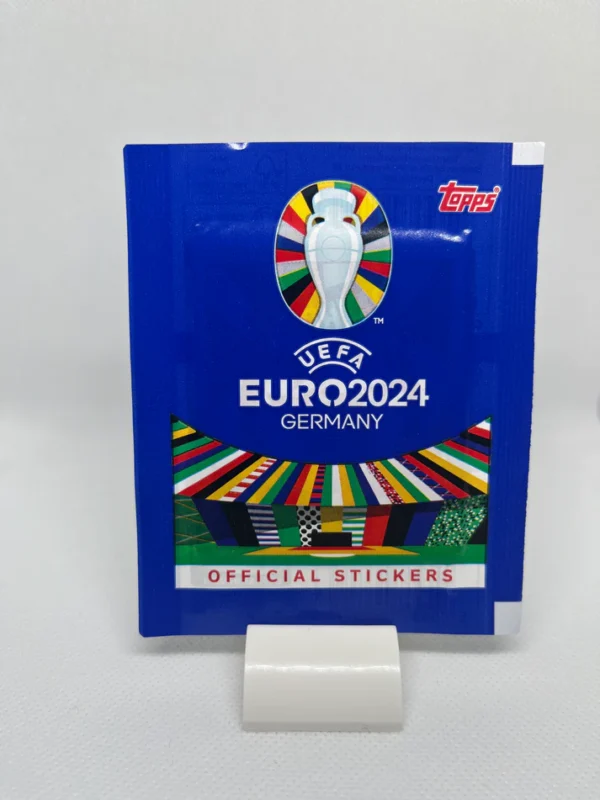 topps
TM
UEFA
EURO2024
GERMANY
OFFICIAL STICKERS